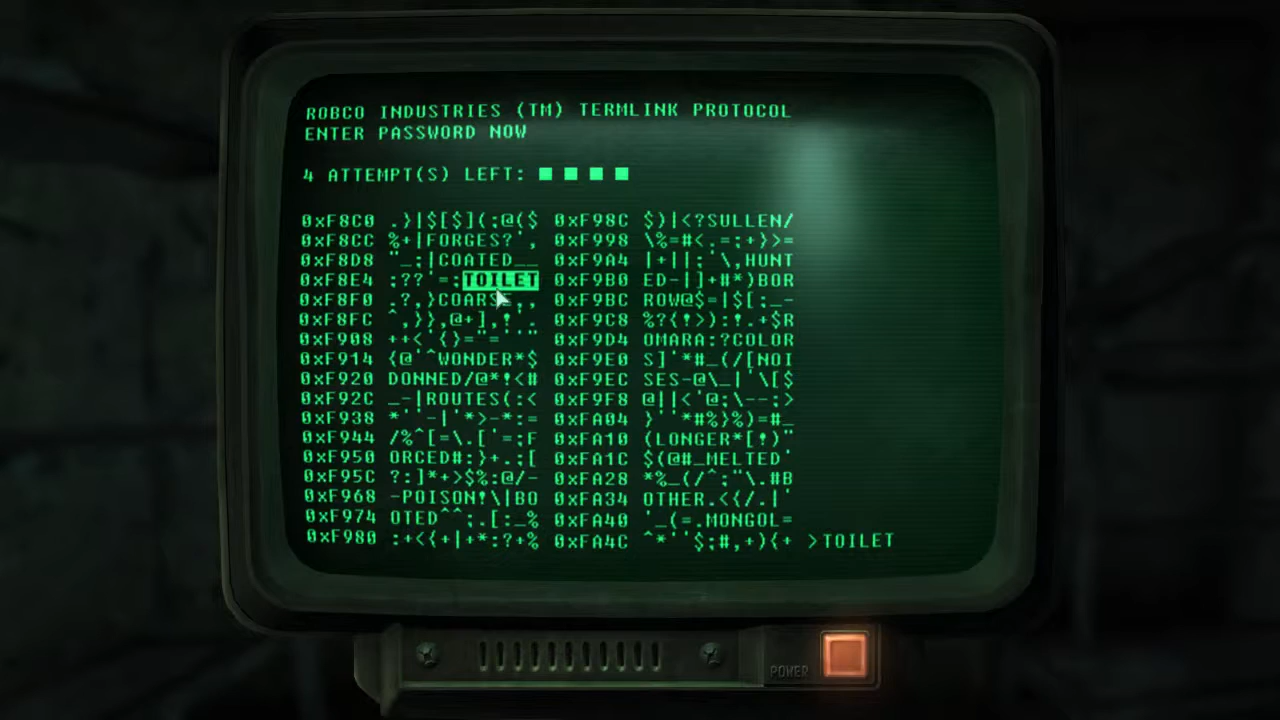 ROBCO INDUSTRIES (TM) TERMLINK PROTOCOL
ENTER PASSWORD NOW
4 ATTEMPT(S) LEFT: ■ ■ ■ ■
0xF8C0 .}|$[$](;@($ 0xF98C $)|<?SULLEN/
0xF8CC %+|FORGES?', 0xF998 \%=#<.=;+}>=
0xF8D8 "_;|COATED__ 0xF9A4 |+||;'\,HUNT
0xF8E4 :??'=;TOILET 0xF9B0 ED-|]+#*)BOR
0xF8F0 .?,}COARSE,, 0xF9BC ROW@$=|$[;_-
0xF8FC ^,}},@+],!'. 0xF9C8 %?{!>):!.+$R
0xF908 ++<'{}="=''" 0xF9D4 OMARA:?COLOR
0xF914 {@'^WONDER*$ 0xF9E0 S]'*#_(/[NOI
0xF920 DONNED/@*!<# 0xF9EC SES-@\_|'\[$
0xF92C _-|ROUTES(:< 0xF9F8 @||<'@;\--;>
0xF938 *''-|'*>-*:= 0xFA04 }''*#%}%)=#_
0xF944 /%^[=\.['=;F 0xFA10 (LONGER*[!)"
0xF950 ORCED#:}+.;[ 0xFA1C $(@#_MELTED'
0xF95C ?:]*+>$%:@/- 0xFA28 *%_(/^;"\.#B
0xF968 -POISON!\|BO 0xFA34 OTHER.<{/.|'
0xF974 OTED^^;.[:_% 0xFA40 '_(=.MONGOL=
0xF980 :+<{+|+*:?+% 0xFA4C ^*''$;#,+){+ >TOILET
POWER